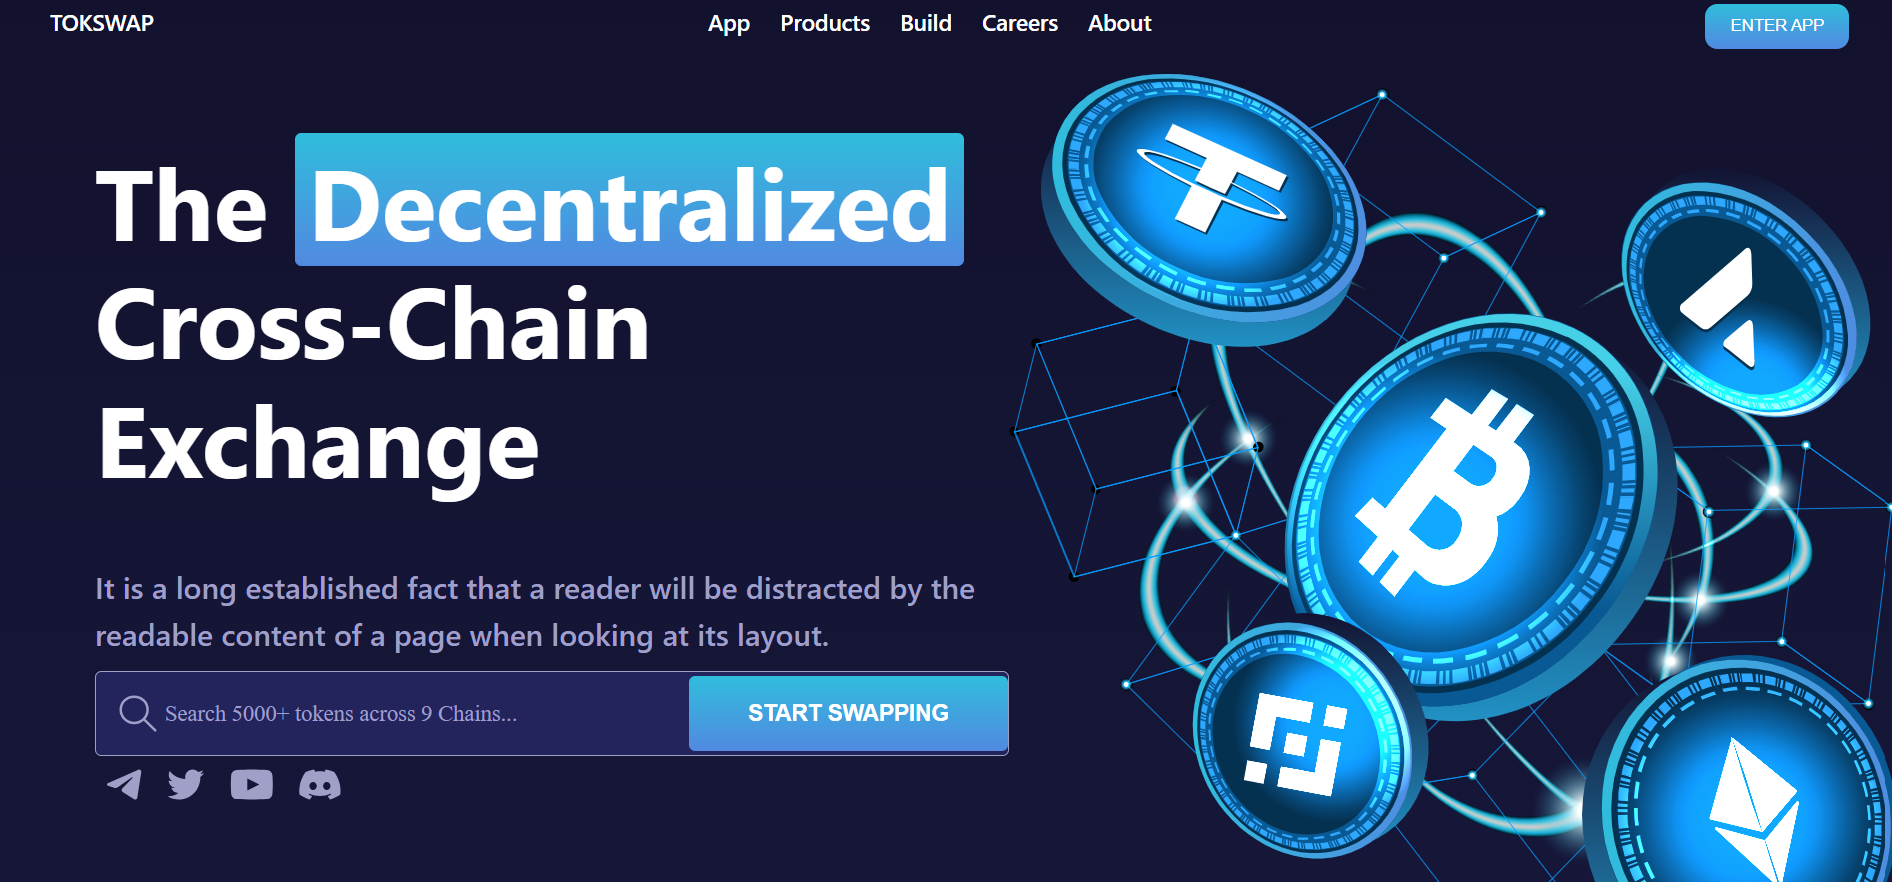 TOKSWAP
App Products Build Careers About
ENTER APP
The Decentralized
Cross-Chain
Exchange
It is a long established fact that a reader will be distracted by the
readable content of a page when looking at its layout.
Search 5000+ tokens across 9 Chains...
START SWAPPING